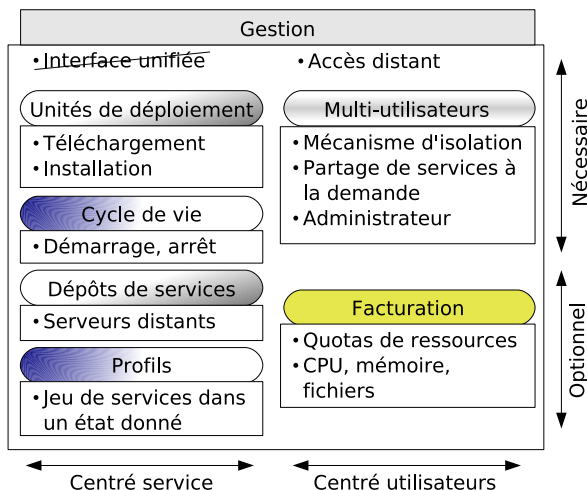 Gestion
• Interface unifiée
Unités de déploiement
• Téléchargement
• Installation
Cycle de vie
• Démarrage, arrêt
Dépôts de services
• Serveurs distants
Profils
• Jeu de services dans
un état donné
• Accès distant
Multi-utilisateurs
• Mécanisme d'isolation
• Partage de services à
la demande
• Administrateur
Facturation
• Quotas de ressources
• CPU, mémoire,
fichiers
Nécessaire
Optionnel
Centré service
Centré utilisateurs